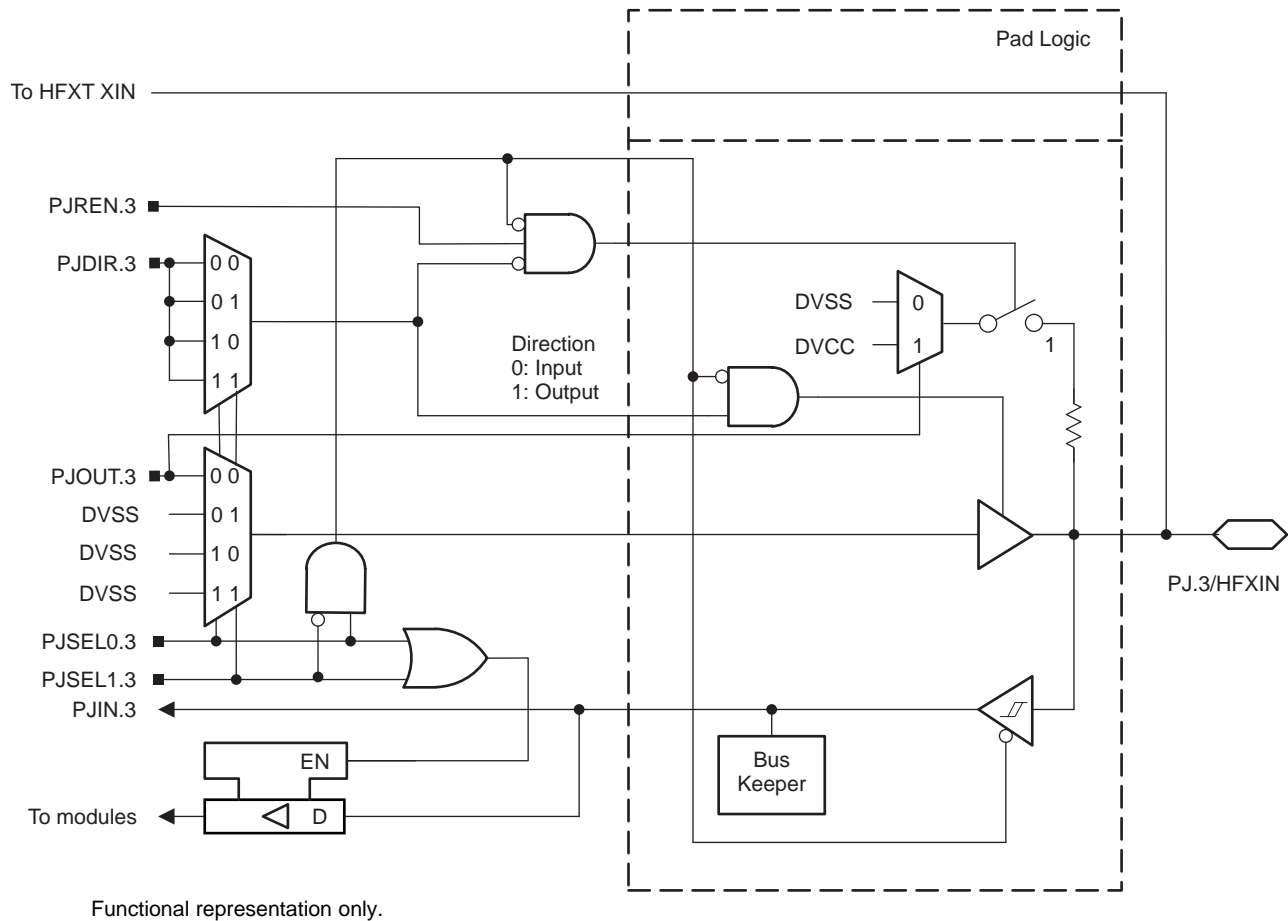 Pad Logic
To HFXT XIN
PJREN.3
PJDIR.3
0 0
0 1
1 0
1 1
Direction
0: Input
1: Output
DVSS
DVCC
0
1
1
PJOUT.3
DVSS
DVSS
DVSS
0 0
0 1
1 0
1 1
PJ.3/HFXIN
PJSEL0.3
PJSEL1.3
PJIN.3
EN
D
Bus
Keeper
To modules
Functional representation only.